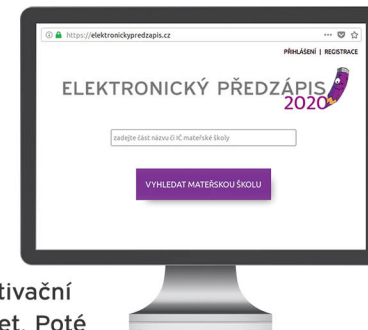 https://elektronickypredzapis.cz
PŘIHLÁŠENÍ | REGISTRACE
ELEKTRONICKÝ PŘEDZÁPIS
2020
zadejte část názvu či IČ mateřské školy
VYHLEDAT MATEŘSKOU ŠKOLU
tivační
et. Poté